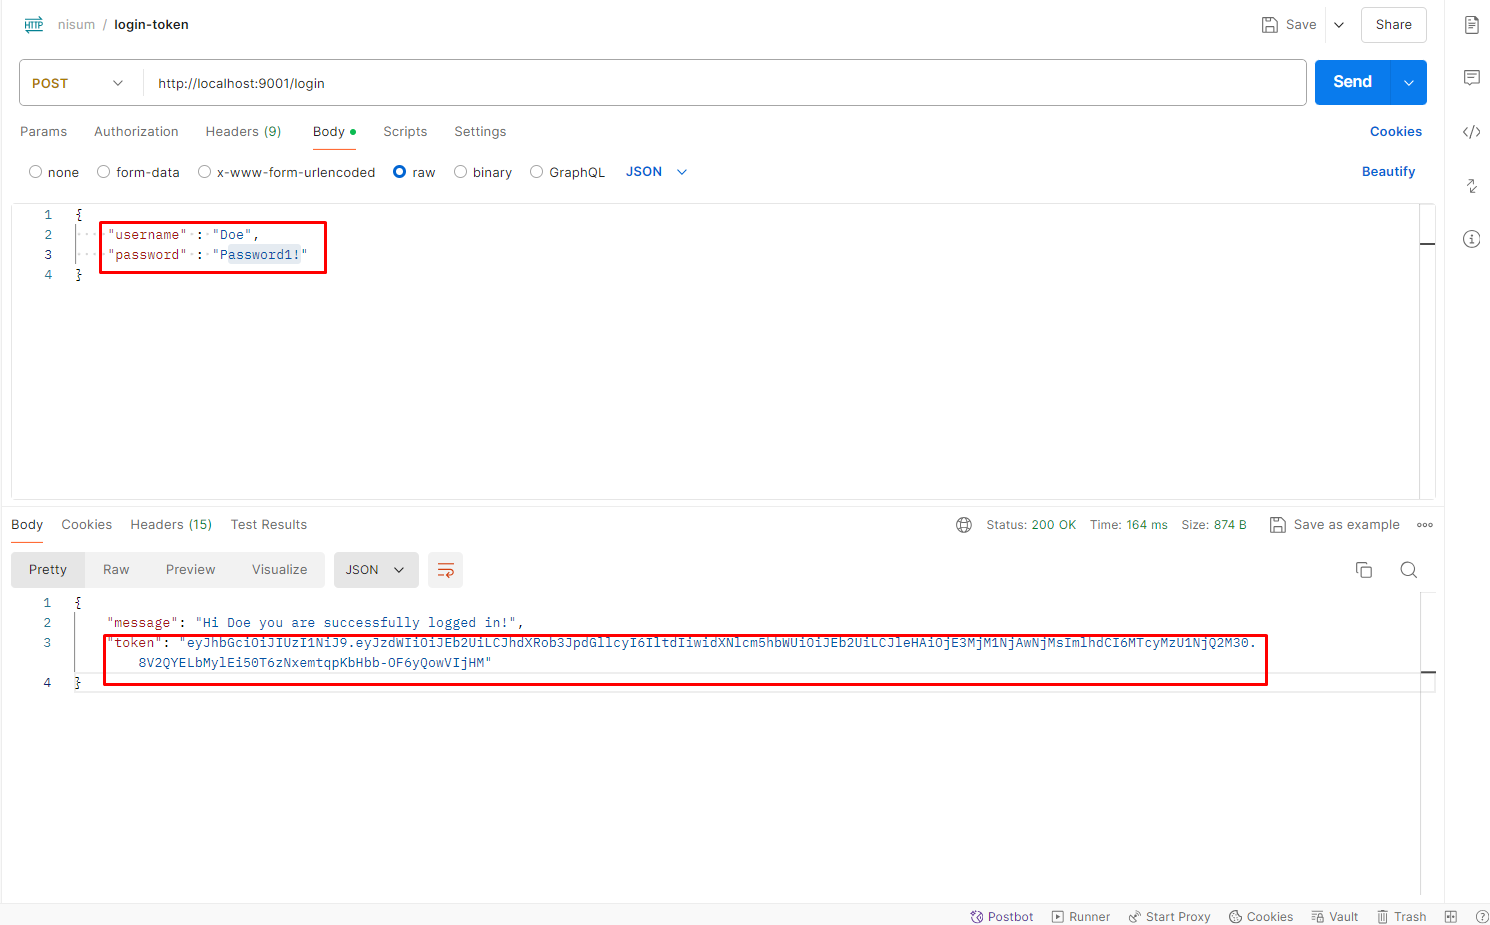 HTTP nisum / login-token Save Share
POST http://localhost:9001/login Send
Params Authorization Headers (9) Body Scripts Settings Cookies
none form-data x-www-form-urlencoded raw binary GraphQL JSON Beautify
1 {
2 "username" : "Doe",
3 "password" : "Password1!"
4 }
Body Cookies Headers (15) Test Results Status: 200 OK Time: 164 ms Size: 874 B Save as example
Pretty Raw Preview Visualize JSON
1 {
2 "message": "Hi Doe you are successfully logged in!",
3 "token": "eyJhbGciOiJIUzI1NiJ9.eyJzdWIiOiJEb2UiLCJhdXRob3JpdGllcyI6IltdIiwidXNlcm5hbWUiOiJEb2UiLCJleHAiOjE3MjM1NjAwNjMsImlhdCI6MTcyMzU1NjQ2M30.
8V2QYELbMylEi50T6zNxemtqpKbHbb-OF6yQowVIjHM"
4 }
Postbot Runner Start Proxy Cookies Vault Trash